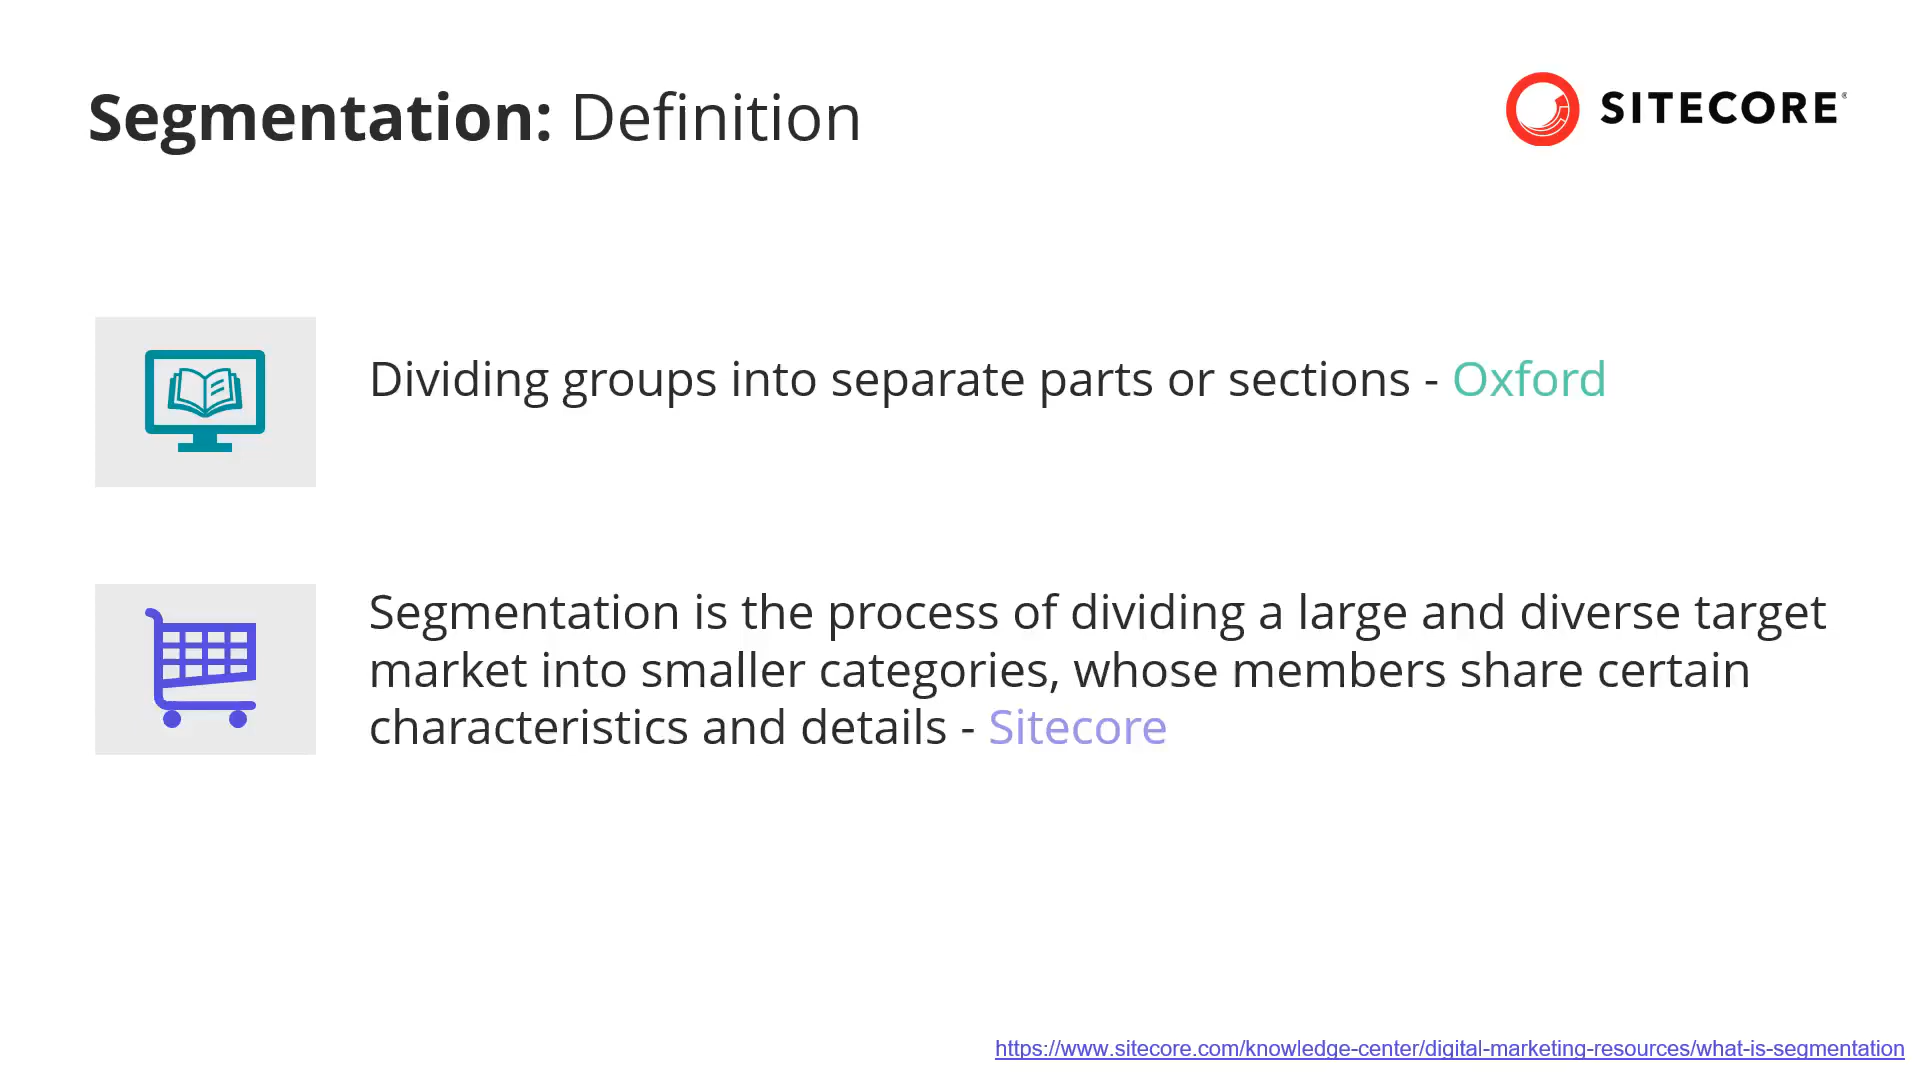 Segmentation: Definition
SITECORE®
Dividing groups into separate parts or sections - Oxford
Segmentation is the process of dividing a large and diverse target
market into smaller categories, whose members share certain
characteristics and details - Sitecore
https://www.sitecore.com/knowledge-center/digital-marketing-resources/what-is-segmentation